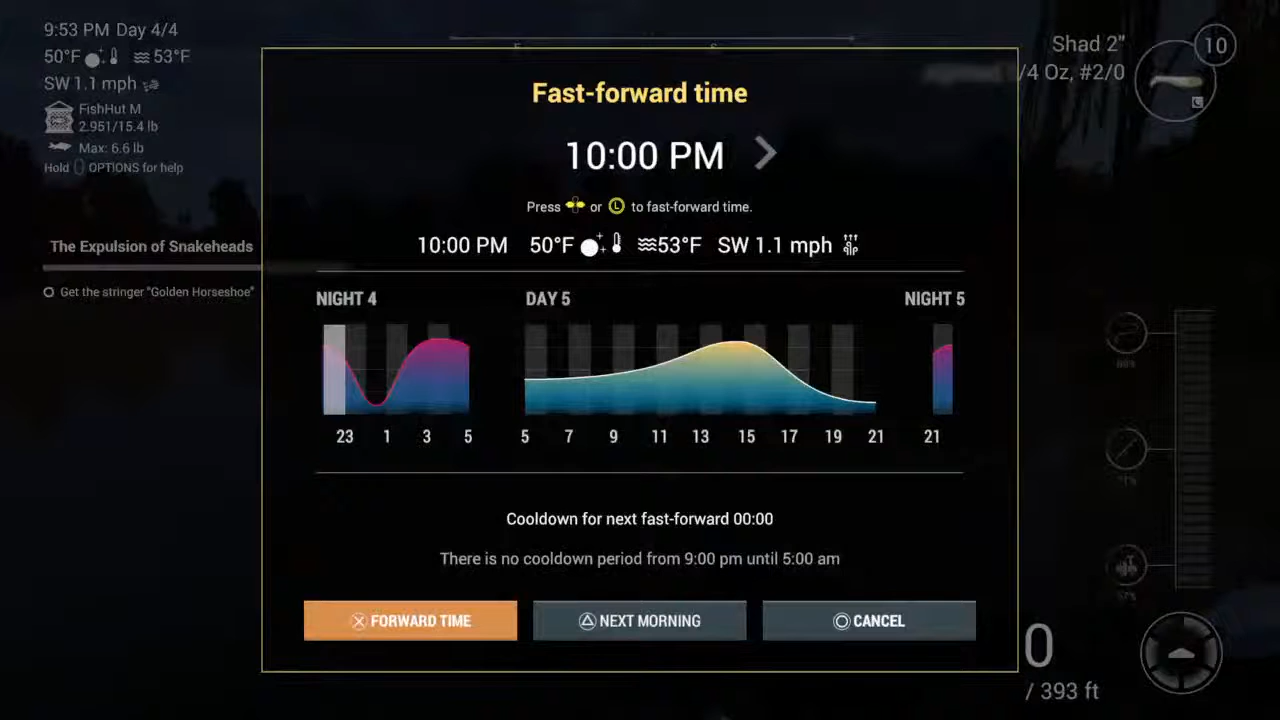 9:53 PM Day 4/4
50°F 53°F
SW 1.1 mph
FishHut M
2.951/15.4 lb
Max: 6.6 lb
Hold OPTIONS for help
The Expulsion of Snakeheads
Get the stringer "Golden Horseshoe"
Shad 2"
/4 Oz, #2/0
10
Fast-forward time
10:00 PM
Press or L to fast-forward time.
10:00 PM 50°F 53°F SW 1.1 mph
NIGHT 4 DAY 5 NIGHT 5
23 1 3 5 5 7 9 11 13 15 17 19 21 21
Cooldown for next fast-forward 00:00
There is no cooldown period from 9:00 pm until 5:00 am
FORWARD TIME NEXT MORNING CANCEL
0
/ 393 ft